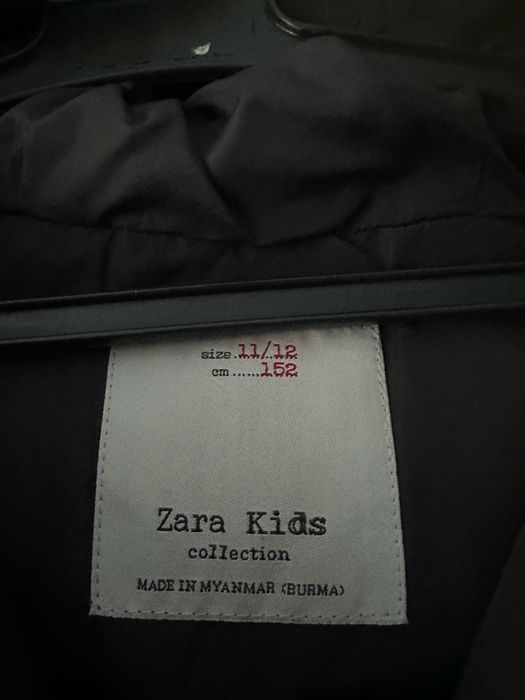 size.11/12
cm......152
Zara Kids
collection
MADE IN MYANMAR (BURMA)